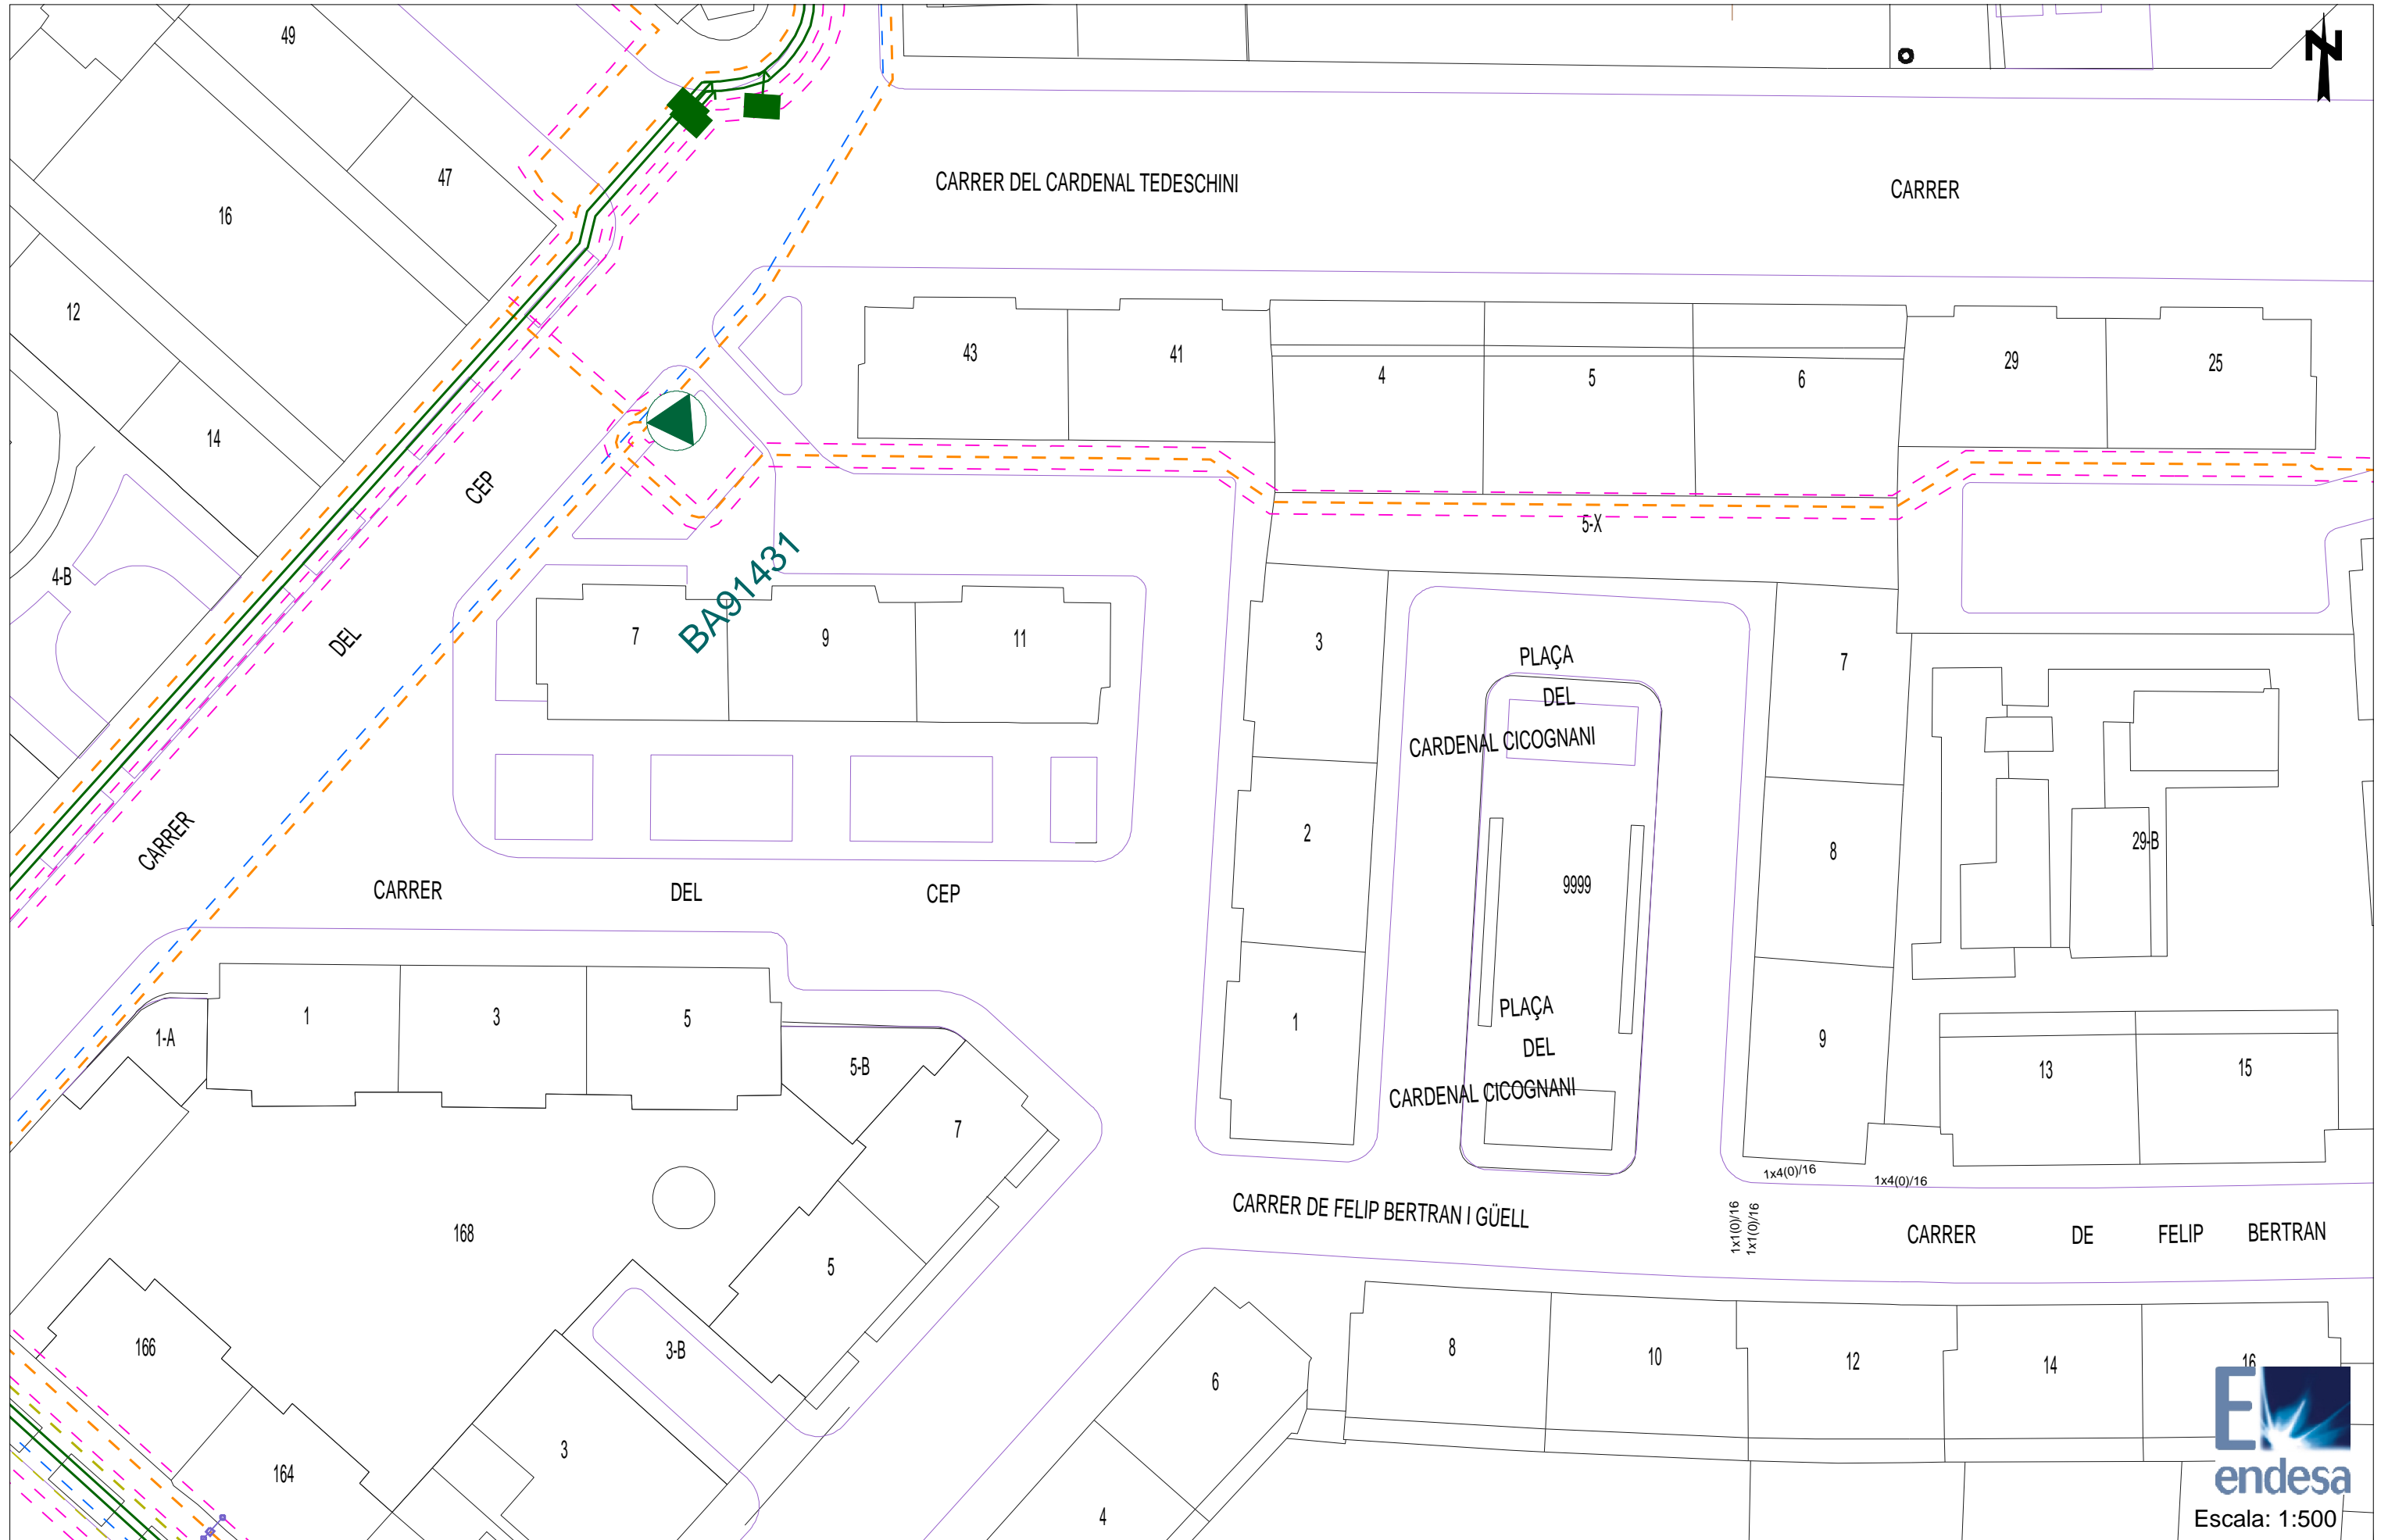 49
N
47
16
CARRER DEL CARDENAL TEDESCHINI
CARRER
12
14
43
41
4
5
6
29
25
CEP
5-X
4-B
BA91431
DEL
7
9
11
3
PLAÇA
DEL
CARDENAL CICOGNANI
7
CARRER
2
8
29-B
9999
CARRER
DEL
CEP
1
3
5
1-A
5-B
1
PLAÇA
DEL
CARDENAL CICOGNANI
9
13
15
7
1x4(0)/16
1x4(0)/16
1x1(0)/16
1x1(0)/16
CARRER DE FELIP BERTRAN I GÜELL
CARRER
DE
FELIP
BERTRAN
168
5
166
3-B
6
8
10
12
14
16
164
3
4
endesa
Escala: 1:500